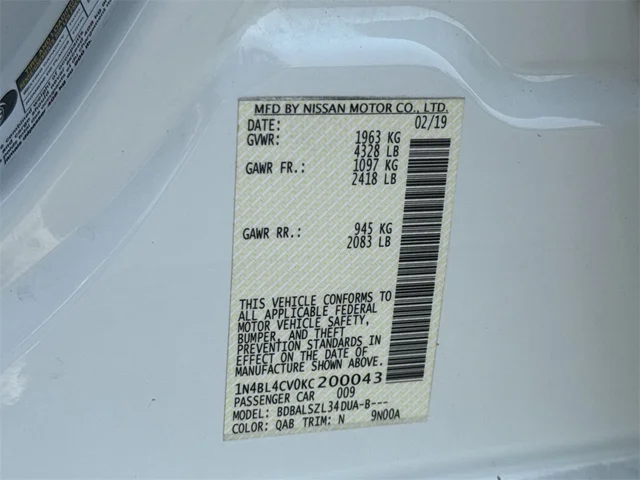 MFD BY NISSAN MOTOR CO., LTD.
DATE: 02/19
GVWR: 1963 KG
4328 LB
GAWR FR.: 1097 KG
2418 LB
GAWR RR.: 945 KG
2083 LB
THIS VEHICLE CONFORMS TO
ALL APPLICABLE FEDERAL
MOTOR VEHICLE SAFETY,
BUMPER, AND THEFT
PREVENTION STANDARDS IN
EFFECT ON THE DATE OF
MANUFACTURE SHOWN ABOVE.
1N4BL4CV0KC200043
PASSENGER CAR 009
MODEL: BDBALSZL34DUA-B---
COLOR: QAB TRIM: N 9N00A